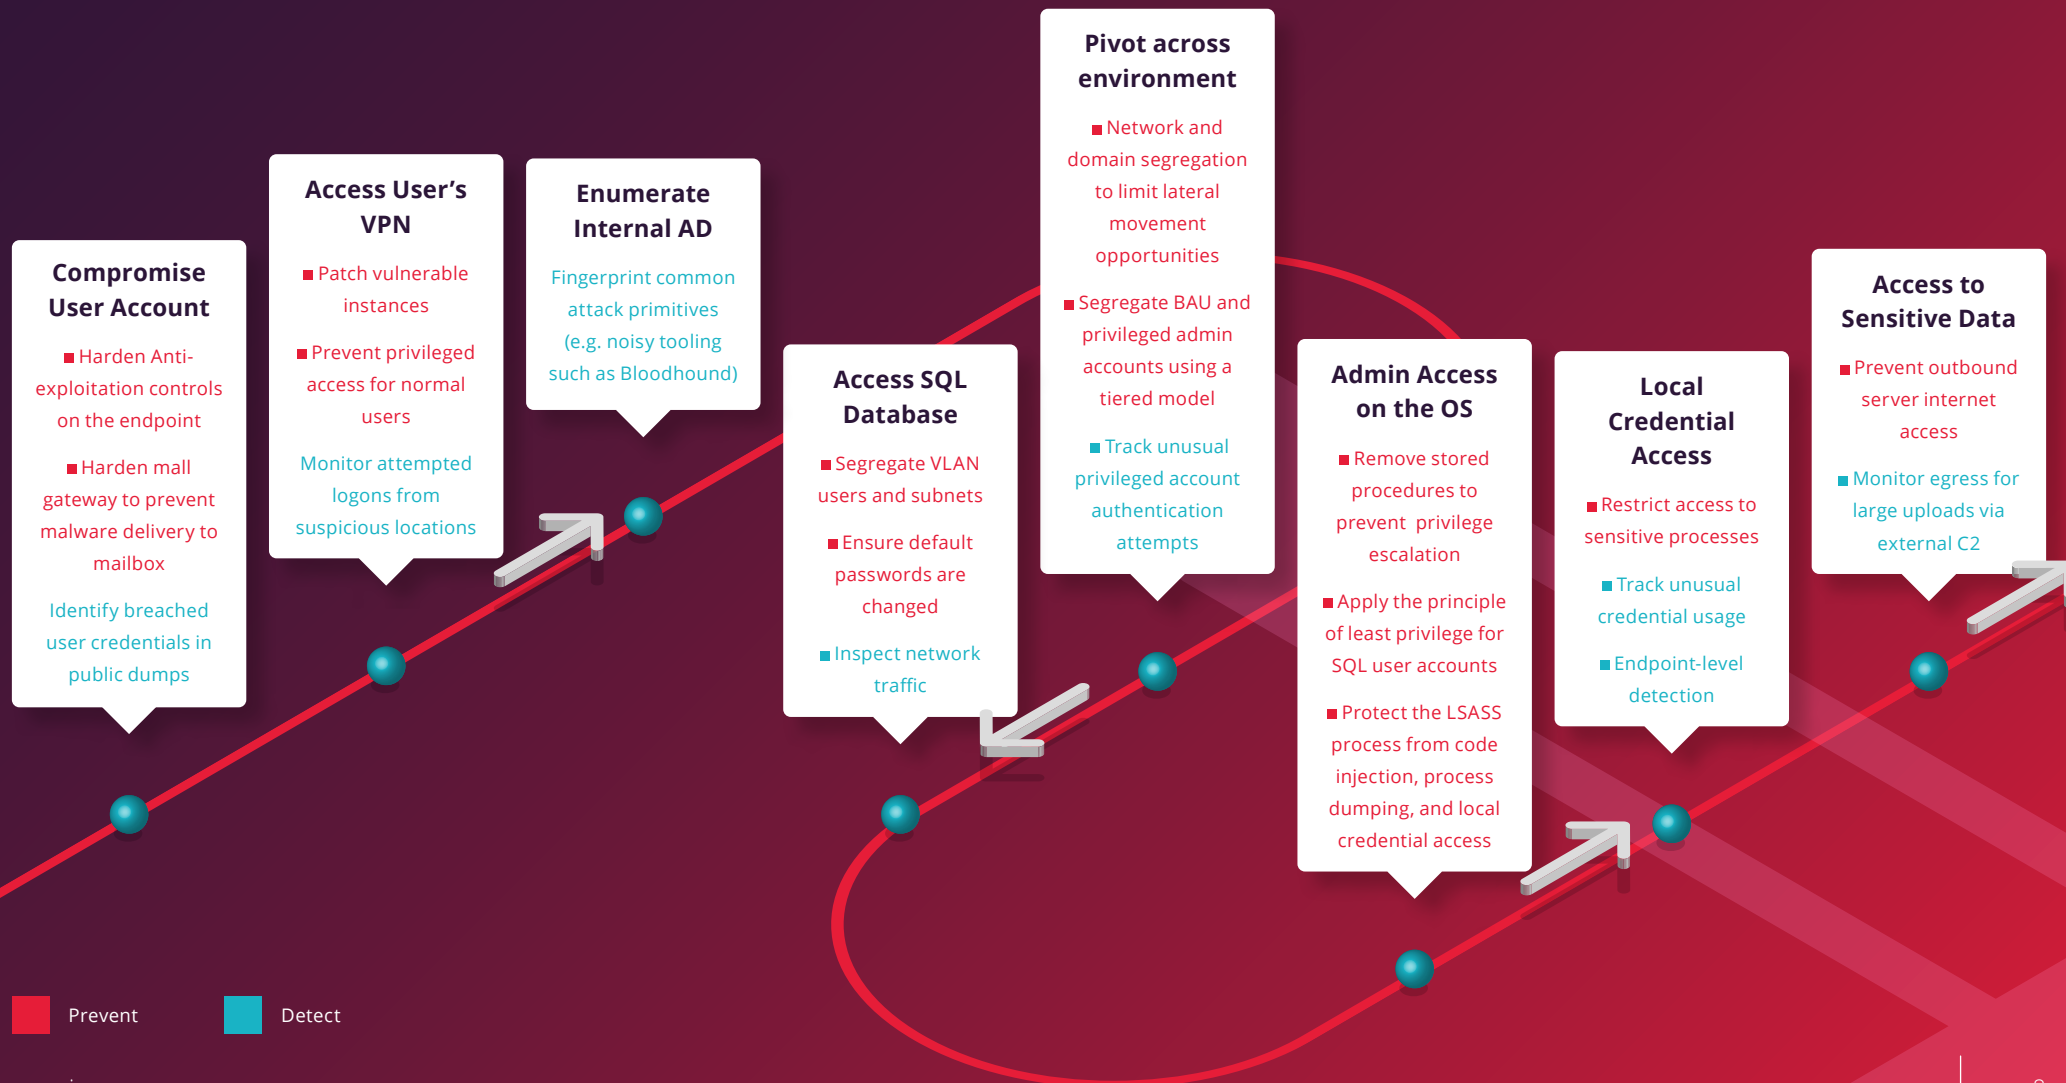 Compromise
User Account
Harden Anti-
exploitation controls
on the endpoint
Harden mall
gateway to prevent
malware delivery to
mailbox
Identify breached
user credentials in
public dumps
Access User’s
VPN
Patch vulnerable
instances
Prevent privileged
access for normal
users
Monitor attempted
logons from
suspicious locations
Enumerate
Internal AD
Fingerprint common
attack primitives
(e.g. noisy tooling
such as Bloodhound)
Access SQL
Database
Segregate VLAN
users and subnets
Ensure default
passwords are
changed
Inspect network
traffic
Pivot across
environment
Network and
domain segregation
to limit lateral
movement
opportunities
Segregate BAU and
privileged admin
accounts using a
tiered model
Track unusual
privileged account
authentication
attempts
Admin Access
on the OS
Remove stored
procedures to
prevent privilege
escalation
Apply the principle
of least privilege for
SQL user accounts
Protect the LSASS
process from code
injection, process
dumping, and local
credential access
Local
Credential
Access
Restrict access to
sensitive processes
Track unusual
credential usage
Endpoint-level
detection
Access to
Sensitive Data
Prevent outbound
server internet
access
Monitor egress for
large uploads via
external C2
Prevent
Detect